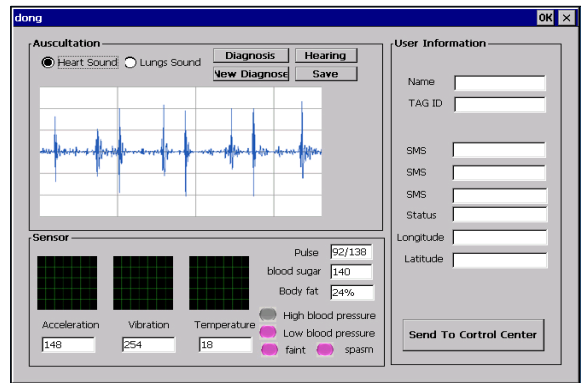 dong OK ×
Auscultation
Heart Sound Lungs Sound
Diagnosis Hearing
New Diagnose Save
Sensor
Pulse 92/138
blood sugar 140
Body fat 24%
High blood pressure
Low blood pressure
faint spasm
Acceleration Vibration Temperature
148 254 18
User Information
Name
TAG ID
SMS
SMS
SMS
Status
Longitude
Latitude
Send To Cortrol Center